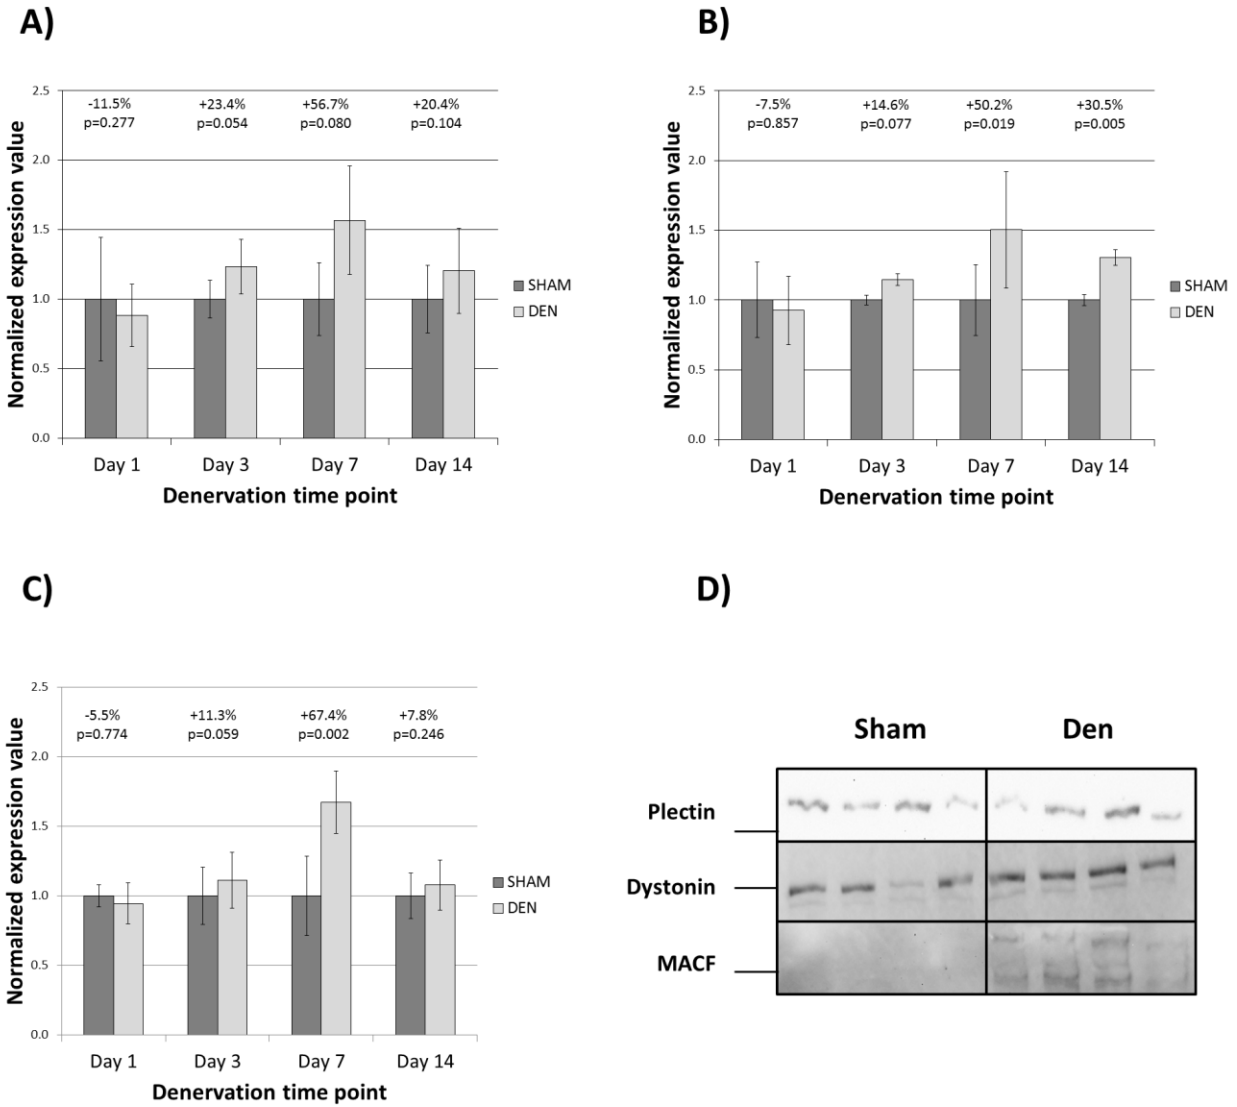 A)
2.5
2.0
1.5
1.0
0.5
0.0
Normalized expression value
-11.5%
p=0.277
+23.4%
p=0.054
+56.7%
p=0.080
+20.4%
p=0.104
SHAM
DEN
Day 1
Day 3
Day 7
Day 14
Denervation time point
B)
2.5
2.0
1.5
1.0
0.5
0.0
Normalized expression value
-7.5%
p=0.857
+14.6%
p=0.077
+50.2%
p=0.019
+30.5%
p=0.005
SHAM
DEN
Day 1
Day 3
Day 7
Day 14
Denervation time point
C)
2.5
2.0
1.5
1.0
0.5
0.0
Normalized expression value
-5.5%
p=0.774
+11.3%
p=0.059
+67.4%
p=0.002
+7.8%
p=0.246
SHAM
DEN
Day 1
Day 3
Day 7
Day 14
Denervation time point
D)
Sham
Den
Plectin
Dystonin
MACF